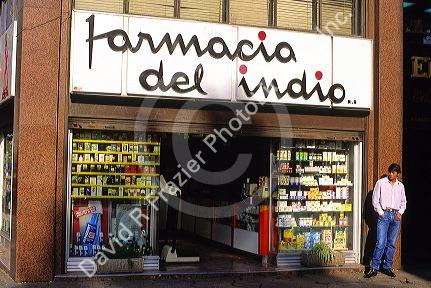 farmacia
del indio
M.R
© David R. Frazier Photolibrary